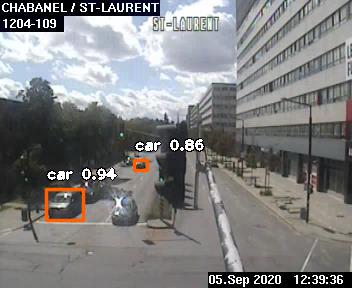 CHABANEL / ST-LAURENT
1204-109
ST-LAURENT
car 0.86
car 0.94
05.Sep 2020 12:39:36